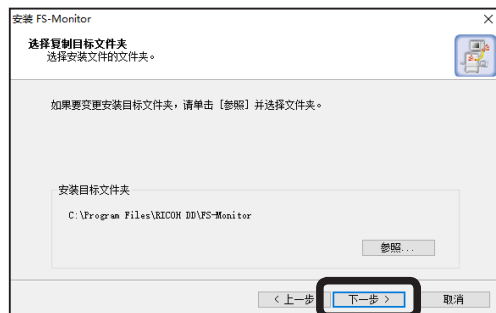 安装 FS-Monitor
选择复制目标文件夹
选择安装文件的文件夹。
如果要变更安装目标文件夹，请单击 [参照] 并选择文件夹。
安装目标文件夹
C:\Program Files\RICOH DD\FS-Monitor
参照...
< 上一步
下一步 >
取消